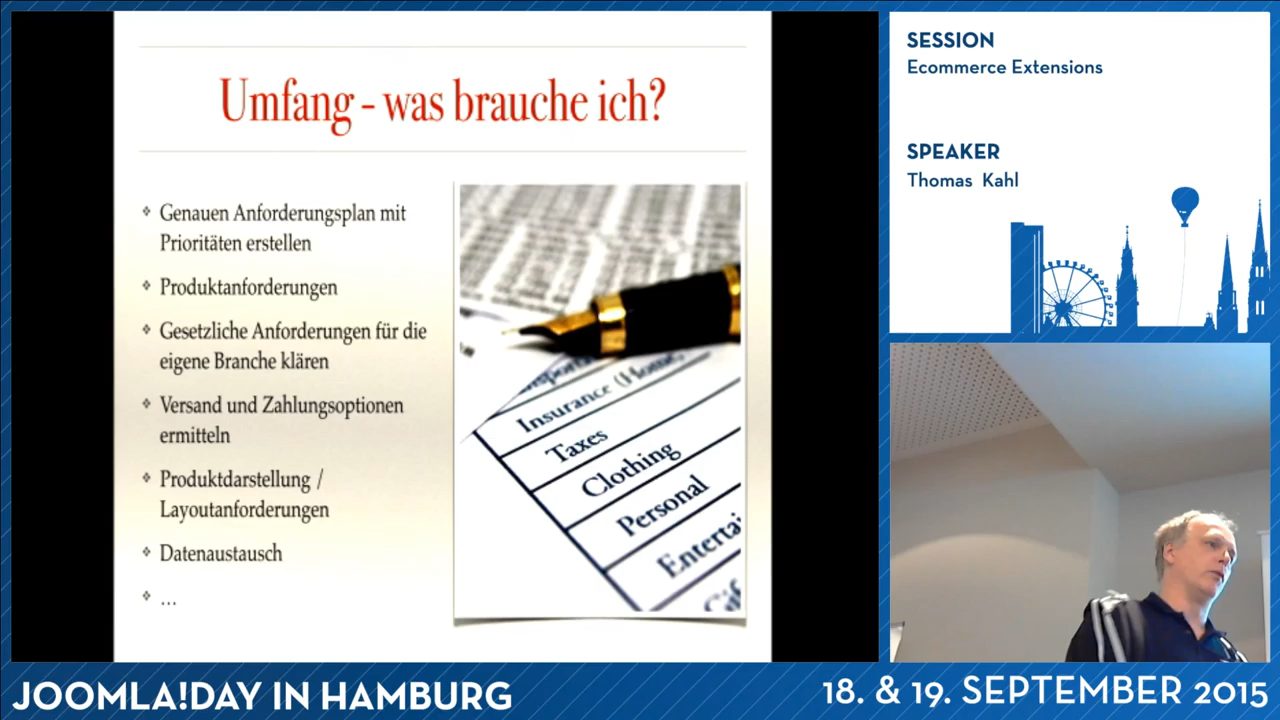 Umfang - was brauche ich?
Genauen Anforderungsplan mit
Prioritäten erstellen
Produktanforderungen
Gesetzliche Anforderungen für die
eigene Branche klären
Versand und Zahlungsoptionen
ermitteln
Produktdarstellung /
Layoutanforderungen
Datenaustausch
...
Insurance (Home,
Taxes
Clothing
Personal
SESSION
Ecommerce Extensions
SPEAKER
Thomas Kahl
JOOMLA!DAY IN HAMBURG
18. & 19. SEPTEMBER 2015